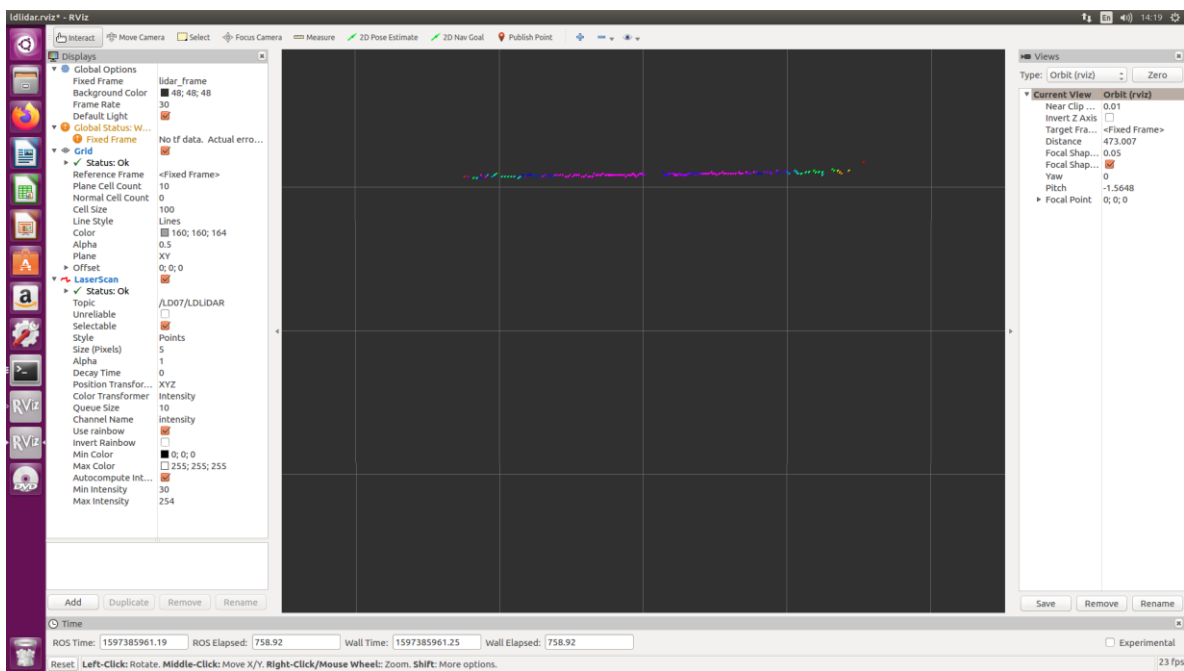 ldlidar.rviz* - RViz
En 14:19
Interact Move Camera Select Focus Camera Measure 2D Pose Estimate 2D Nav Goal Publish Point
Displays
Global Options
Fixed Frame lidar_frame
Background Color 48; 48; 48
Frame Rate 30
Default Light
Global Status: W...
Fixed Frame No tf data. Actual erro...
Grid
Status: Ok
Reference Frame <Fixed Frame>
Plane Cell Count 10
Normal Cell Count 0
Cell Size 100
Line Style Lines
Color 160; 160; 164
Alpha 0.5
Plane XY
Offset 0; 0; 0
LaserScan
Status: Ok
Topic /LD07/LDLiDAR
Unreliable
Selectable
Style Points
Size (Pixels) 5
Alpha 1
Decay Time 0
Position Transfor... XYZ
Color Transformer Intensity
Queue Size 10
Channel Name intensity
Use rainbow
Invert Rainbow
Min Color 0; 0; 0
Max Color 255; 255; 255
Autocompute Int...
Min Intensity 30
Max Intensity 254
Add Duplicate Remove Rename
Views
Type: Orbit (rviz) Zero
Current View Orbit (rviz)
Near Clip ... 0.01
Invert Z Axis
Target Fra... <Fixed Frame>
Distance 473.007
Focal Shap... 0.05
Focal Shap...
Yaw 0
Pitch -1.5648
Focal Point 0; 0; 0
Save Remove Rename
Time
ROS Time: 1597385961.19 ROS Elapsed: 758.92 Wall Time: 1597385961.25 Wall Elapsed: 758.92 Experimental
Reset Left-Click: Rotate. Middle-Click: Move X/Y. Right-Click/Mouse Wheel:: Zoom. Shift: More options. 23 fps
A
a
>_
RViz
RViz
DVD